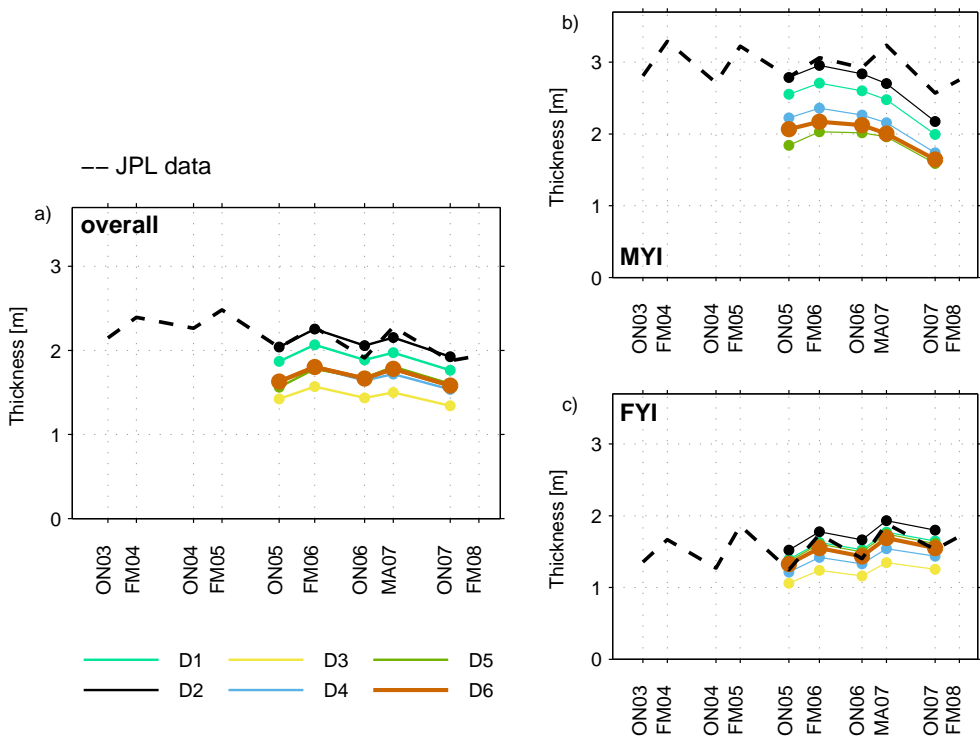 -- JPL data
a)
overall
Thickness [m]
3
2
1
0
ON03
FM04
ON04
FM05
ON05
FM06
ON06
MA07
ON07
FM08
b)
MYI
Thickness [m]
3
2
1
0
ON03
FM04
ON04
FM05
ON05
FM06
ON06
MA07
ON07
FM08
c)
FYI
Thickness [m]
3
2
1
0
ON03
FM04
ON04
FM05
ON05
FM06
ON06
MA07
ON07
FM08
D1 D3 D5
D2 D4 D6